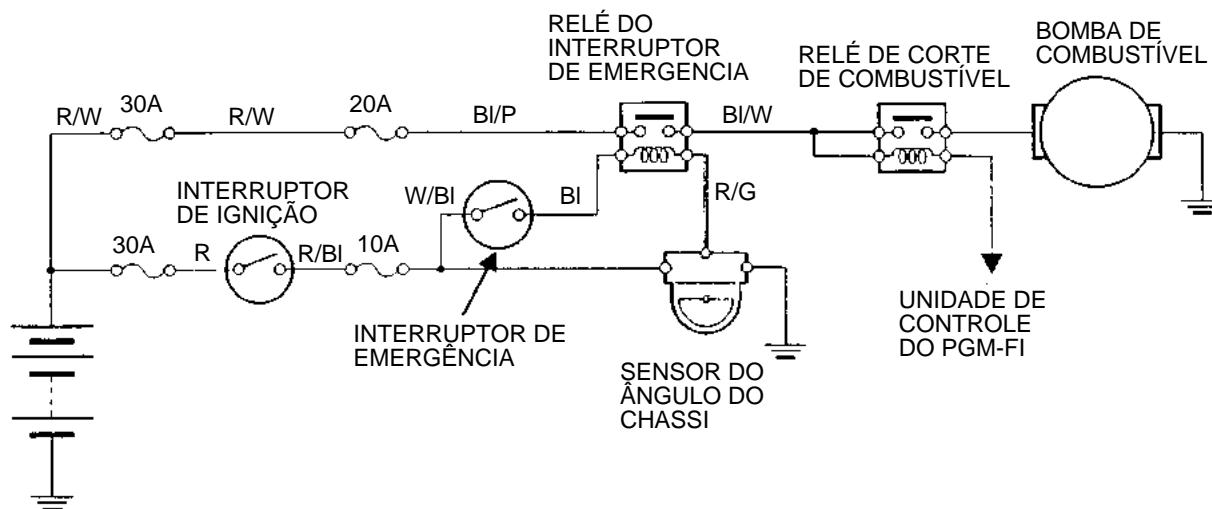 RELÉ DO
INTERRUPTOR
DE EMERGENCIA
RELÉ DE CORTE
DE COMBUSTÍVEL
BOMBA DE
COMBUSTÍVEL
R/W
30A
R/W
20A
Bl/P
Bl/W
INTERRUPTOR
DE IGNIÇÃO
W/Bl
Bl
R/G
30A
R
R/Bl
10A
INTERRUPTOR DE
EMERGÊNCIA
SENSOR DO
ÂNGULO DO
CHASSI
UNIDADE DE
CONTROLE
DO PGM-FI